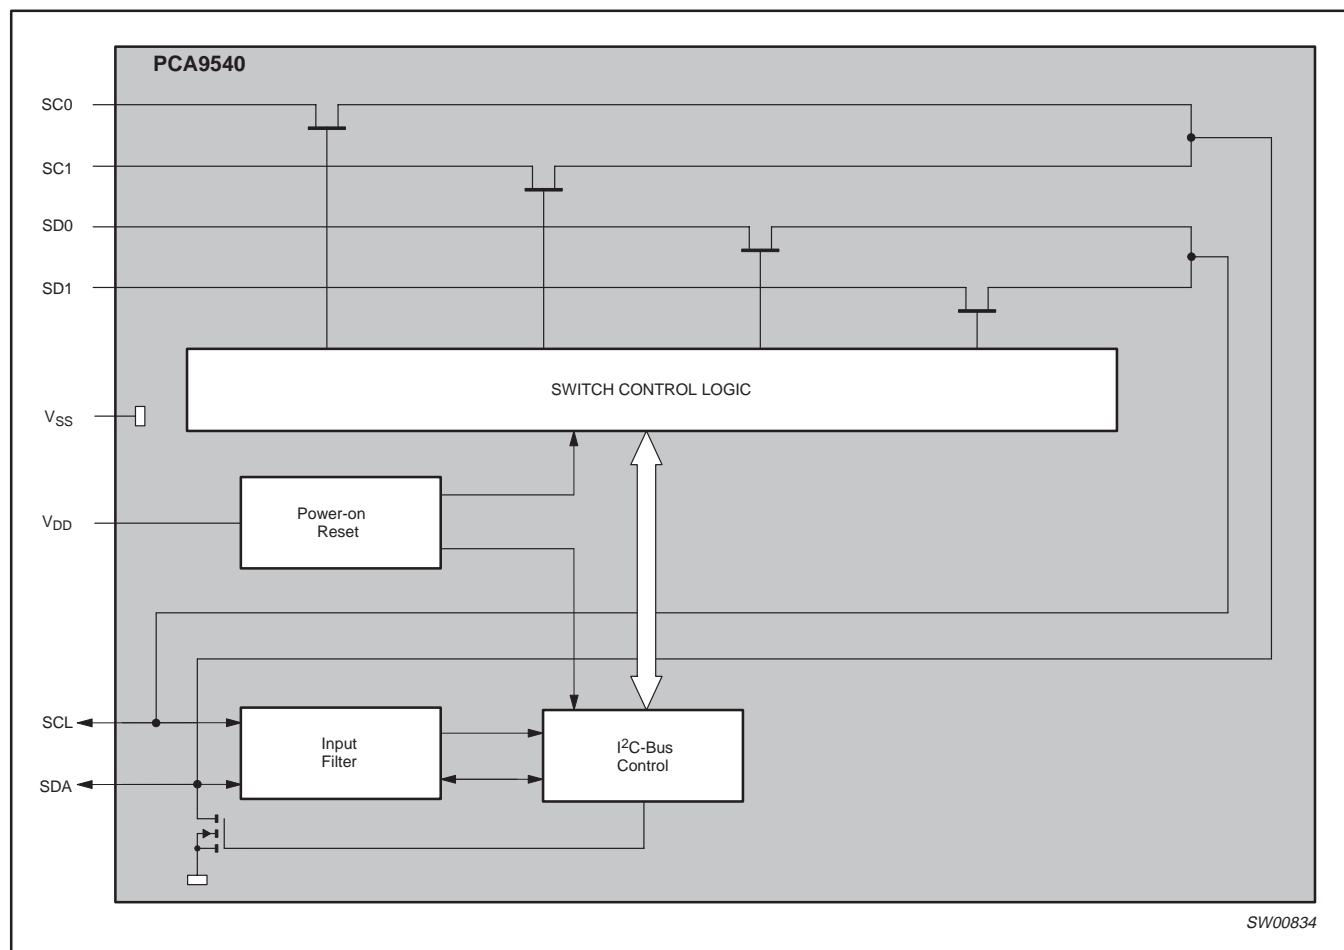 PCA9540
SC0
SC1
SD0
SD1
SWITCH CONTROL LOGIC
VSS
Power-on
Reset
VDD
SCL
Input
Filter
I2C-Bus
Control
SDA
SW00834